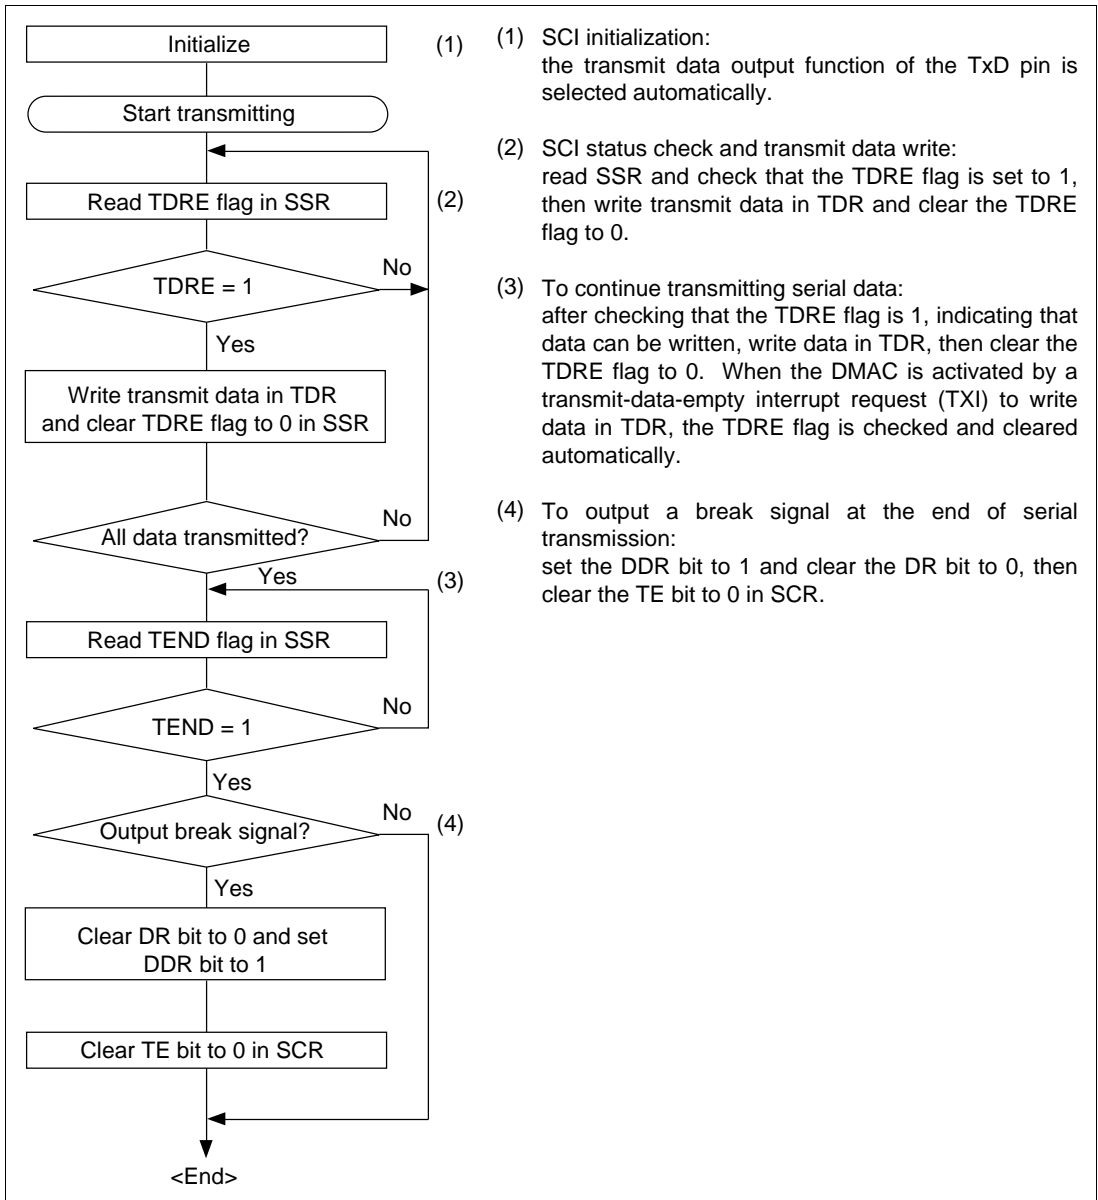 Initialize
(1)
Start transmitting
Read TDRE flag in SSR
(2)
TDRE = 1
No
Yes
Write transmit data in TDR
and clear TDRE flag to 0 in SSR
All data transmitted?
No
Yes
(3)
Read TEND flag in SSR
TEND = 1
No
Yes
Output break signal?
No
(4)
Yes
Clear DR bit to 0 and set
DDR bit to 1
Clear TE bit to 0 in SCR
<End>
(1) SCI initialization:
the transmit data output function of the TxD pin is
selected automatically.
(2) SCI status check and transmit data write:
read SSR and check that the TDRE flag is set to 1,
then write transmit data in TDR and clear the TDRE
flag to 0.
(3) To continue transmitting serial data:
after checking that the TDRE flag is 1, indicating that
data can be written, write data in TDR, then clear the
TDRE flag to 0. When the DMAC is activated by a
transmit-data-empty interrupt request (TXI) to write
data in TDR, the TDRE flag is checked and cleared
automatically.
(4) To output a break signal at the end of serial
transmission:
set the DDR bit to 1 and clear the DR bit to 0, then
clear the TE bit to 0 in SCR.